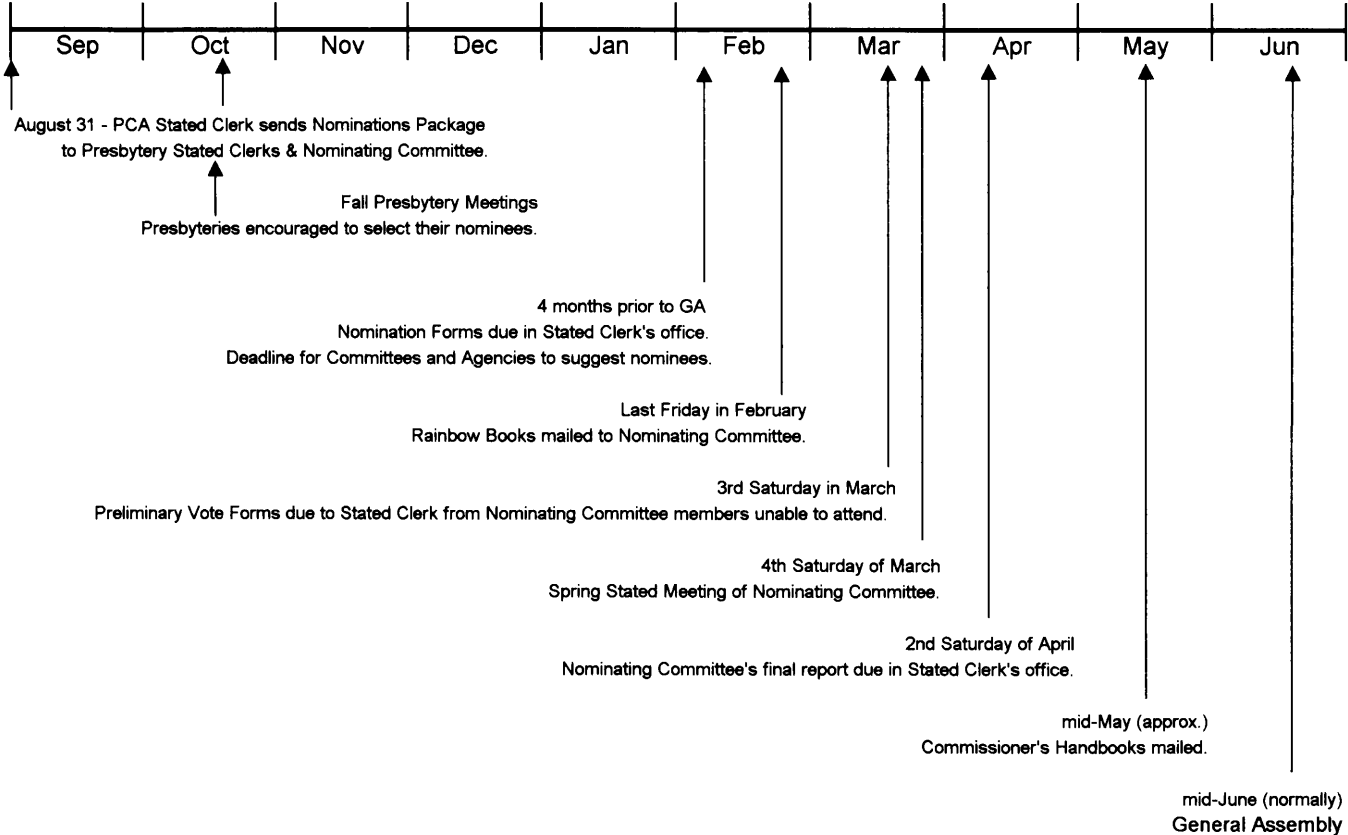 Sep Oct Nov Dec Jan Feb Mar Apr May Jun
August 31 - PCA Stated Clerk sends Nominations Package
to Presbytery Stated Clerks & Nominating Committee.
Fall Presbytery Meetings
Presbyteries encouraged to select their nominees.
4 months prior to GA
Nomination Forms due in Stated Clerk's office.
Deadline for Committees and Agencies to suggest nominees.
Last Friday in February
Rainbow Books mailed to Nominating Committee.
3rd Saturday in March
Preliminary Vote Forms due to Stated Clerk from Nominating Committee members unable to attend.
4th Saturday of March
Spring Stated Meeting of Nominating Committee.
2nd Saturday of April
Nominating Committee's final report due in Stated Clerk's office.
mid-May (approx.)
Commissioner's Handbooks mailed.
mid-June (normally)
General Assembly